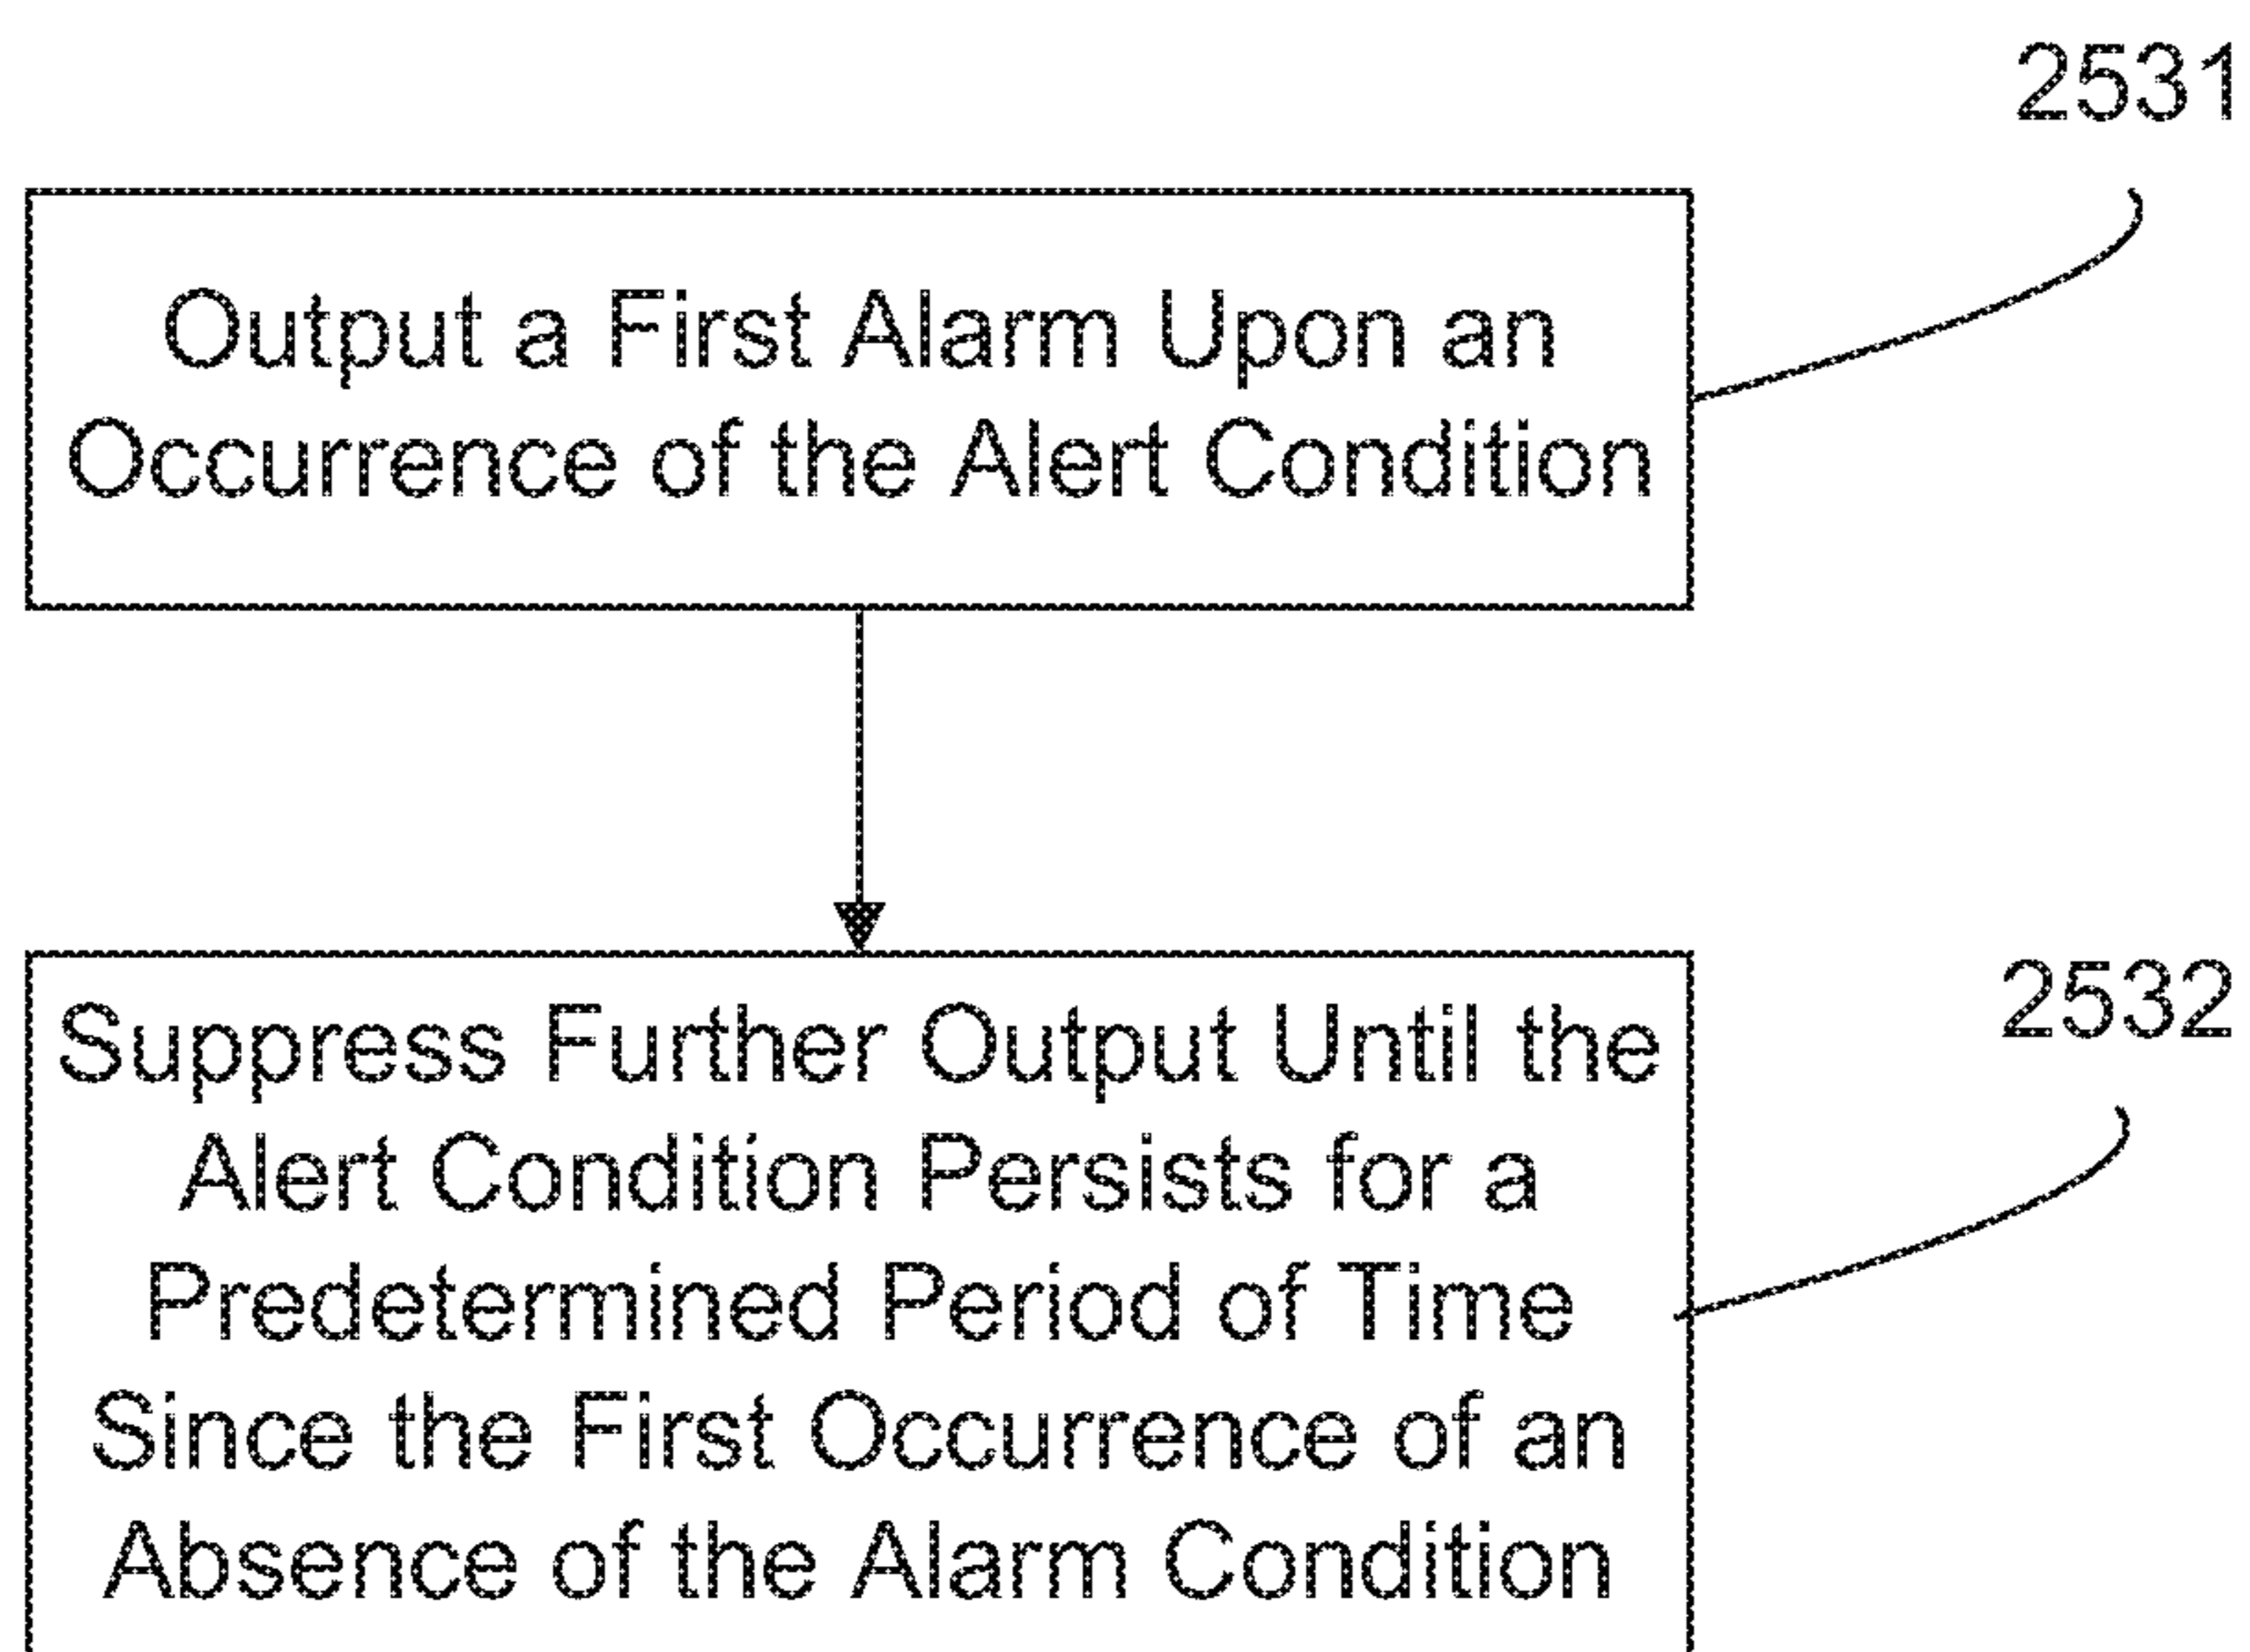 2531
Output a First Alarm Upon an
Occurrence of the Alert Condition
Suppress Further Output Until the
2532
Alert Condition Persists for a
Predetermined Period of Time
Since the First Occurrence of an
Absence of the Alarm Condition